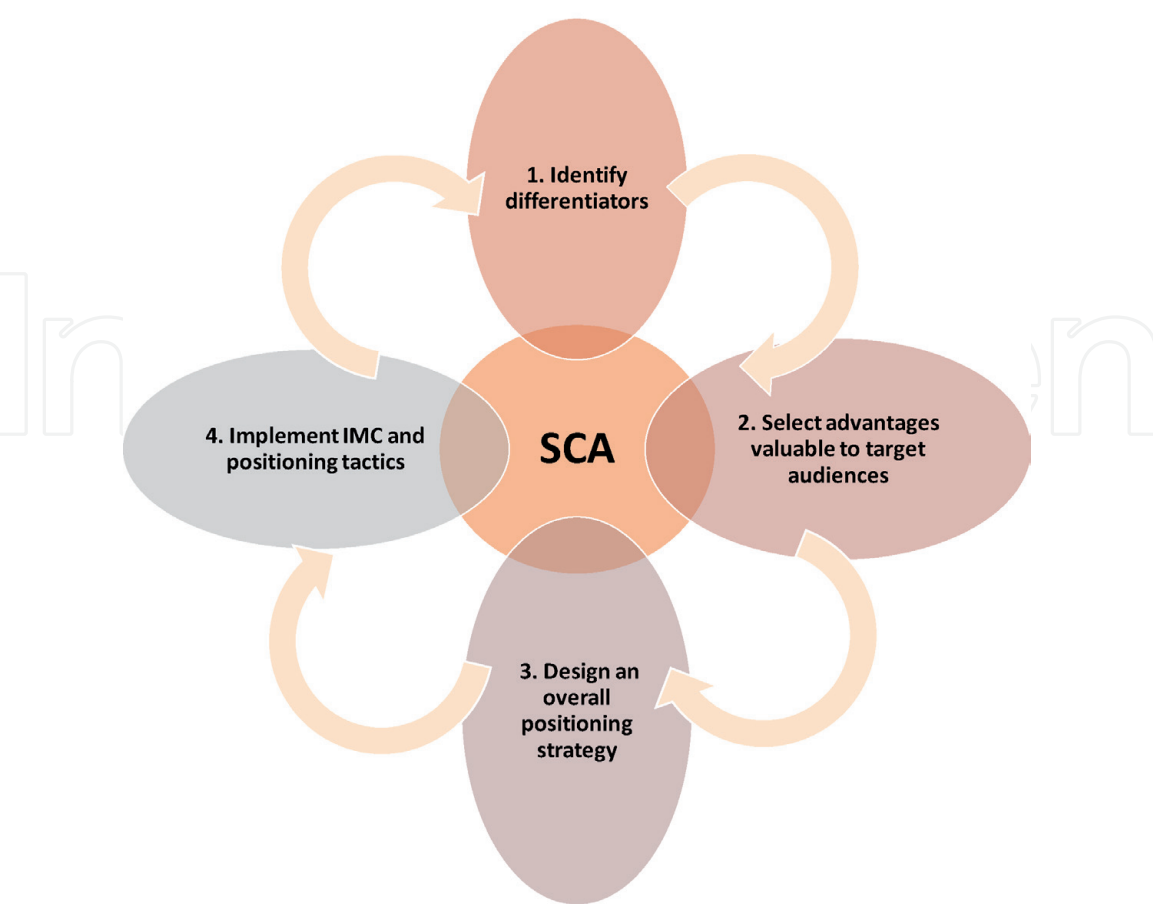 1. Identify
differentiators
2. Select advantages
valuable to target
audiences
SCA
4. Implement IMC and
positioning tactics
3. Design an
overall
positioning
strategy